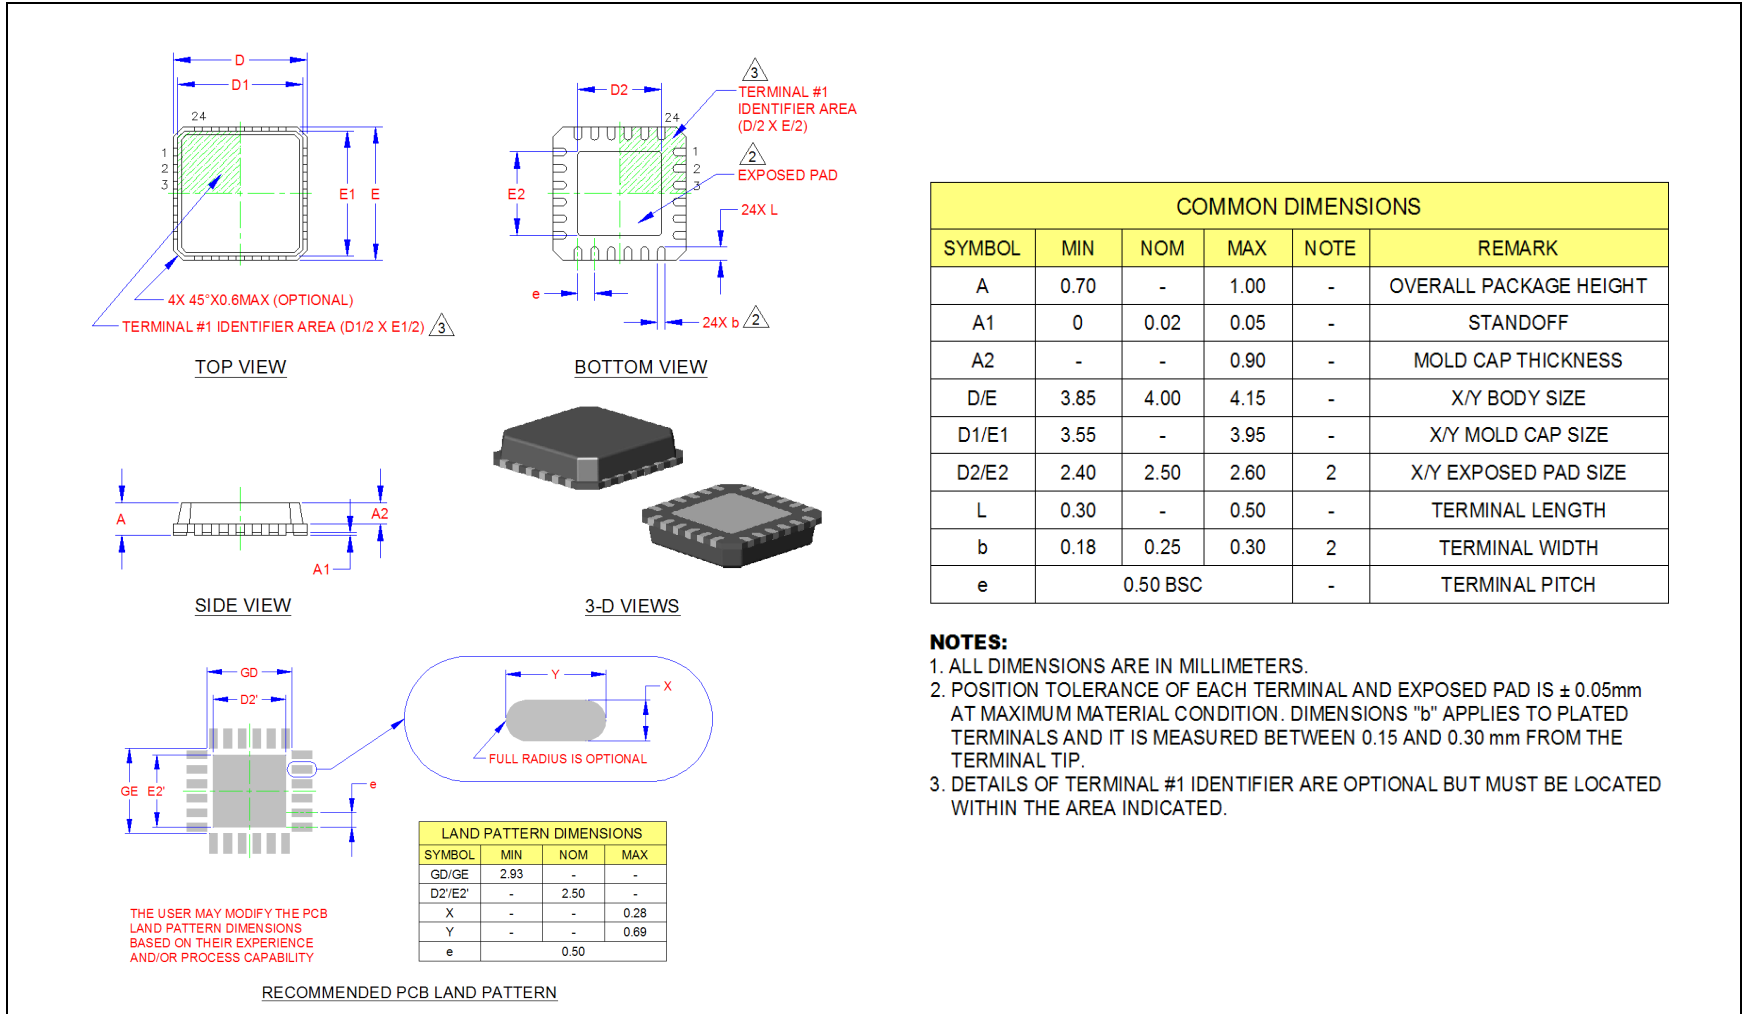 D
D1
24
1
2
3
E1
E
4X 45°X0.6MAX (OPTIONAL)
TERMINAL #1 IDENTIFIER AREA (D1/2 X E1/2) 3
TOP VIEW
D2
3
TERMINAL #1
IDENTIFIER AREA
(D/2 X E/2)
24
1
2
3
2
EXPOSED PAD
E2
24X L
e
24X b 2
BOTTOM VIEW
A
A2
A1
SIDE VIEW
3-D VIEWS
GD
D2'
GE
E2'
e
Y
X
FULL RADIUS IS OPTIONAL
LAND PATTERN DIMENSIONS
SYMBOL MIN NOM MAX
GD/GE 2.93 - -
D2'/E2' - 2.50 -
X - - 0.28
Y - - 0.69
e 0.50
THE USER MAY MODIFY THE PCB
LAND PATTERN DIMENSIONS
BASED ON THEIR EXPERIENCE
AND/OR PROCESS CAPABILITY
RECOMMENDED PCB LAND PATTERN
COMMON DIMENSIONS
SYMBOL MIN NOM MAX NOTE REMARK
A 0.70 - 1.00 - OVERALL PACKAGE HEIGHT
A1 0 0.02 0.05 - STANDOFF
A2 - - 0.90 - MOLD CAP THICKNESS
D/E 3.85 4.00 4.15 - X/Y BODY SIZE
D1/E1 3.55 - 3.95 - X/Y MOLD CAP SIZE
D2/E2 2.40 2.50 2.60 2 X/Y EXPOSED PAD SIZE
L 0.30 - 0.50 - TERMINAL LENGTH
b 0.18 0.25 0.30 2 TERMINAL WIDTH
e 0.50 BSC - TERMINAL PITCH
NOTES:
1. ALL DIMENSIONS ARE IN MILLIMETERS.
2. POSITION TOLERANCE OF EACH TERMINAL AND EXPOSED PAD IS ± 0.05mm
AT MAXIMUM MATERIAL CONDITION. DIMENSIONS "b" APPLIES TO PLATED
TERMINALS AND IT IS MEASURED BETWEEN 0.15 AND 0.30 mm FROM THE
TERMINAL TIP.
3. DETAILS OF TERMINAL #1 IDENTIFIER ARE OPTIONAL BUT MUST BE LOCATED
WITHIN THE AREA INDICATED.